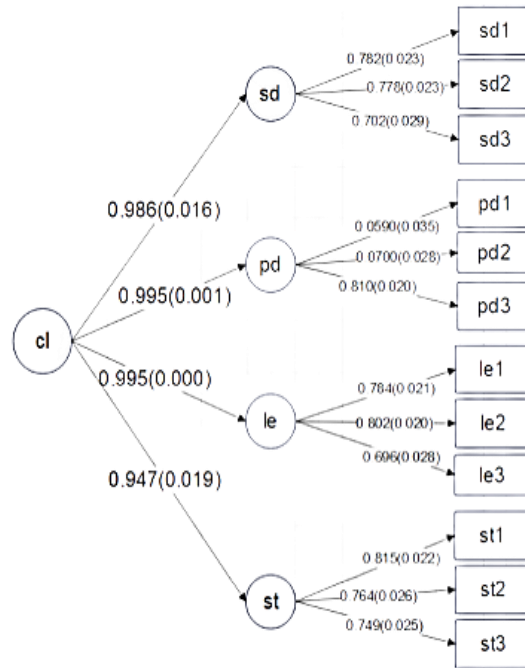 sd1
0 782(0 023)
sd
0 778(0 023)
sd2
0 702(0 029)
sd3
0.986(0.016)
pd1
0 0590(0 035)
pd
0 0700(0 028)
pd2
0 810(0 020)
pd3
0.995(0.001)
cl
0.995(0.000)
le1
0 784(0 021)
le
0 802(0 020)
le2
0 696(0 028)
le3
0.947(0.019)
st1
0 815(0 022)
st
0 764(0 026)
st2
0 749(0 025)
st3